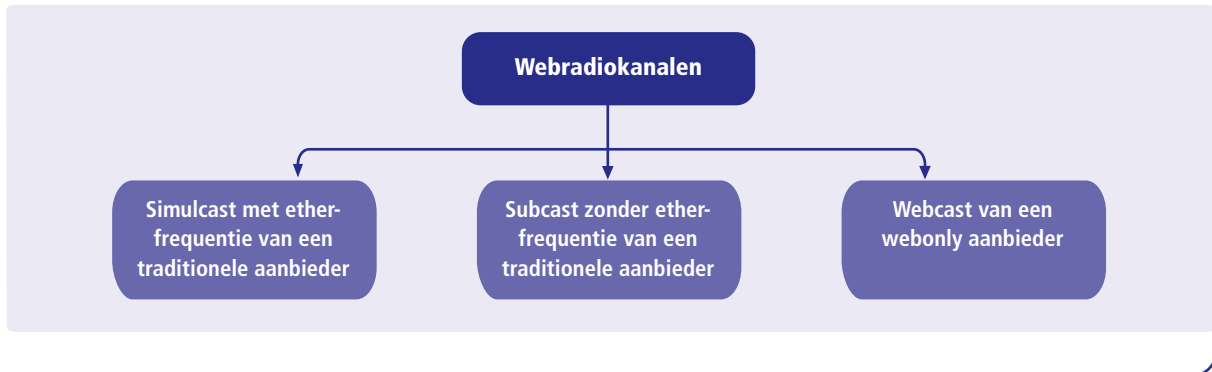 Webradiokanalen
Simulcast met ether-
frequentie van een
traditionele aanbieder
Subcast zonder ether-
frequentie van een
traditionele aanbieder
Webcast van een
webonly aanbieder